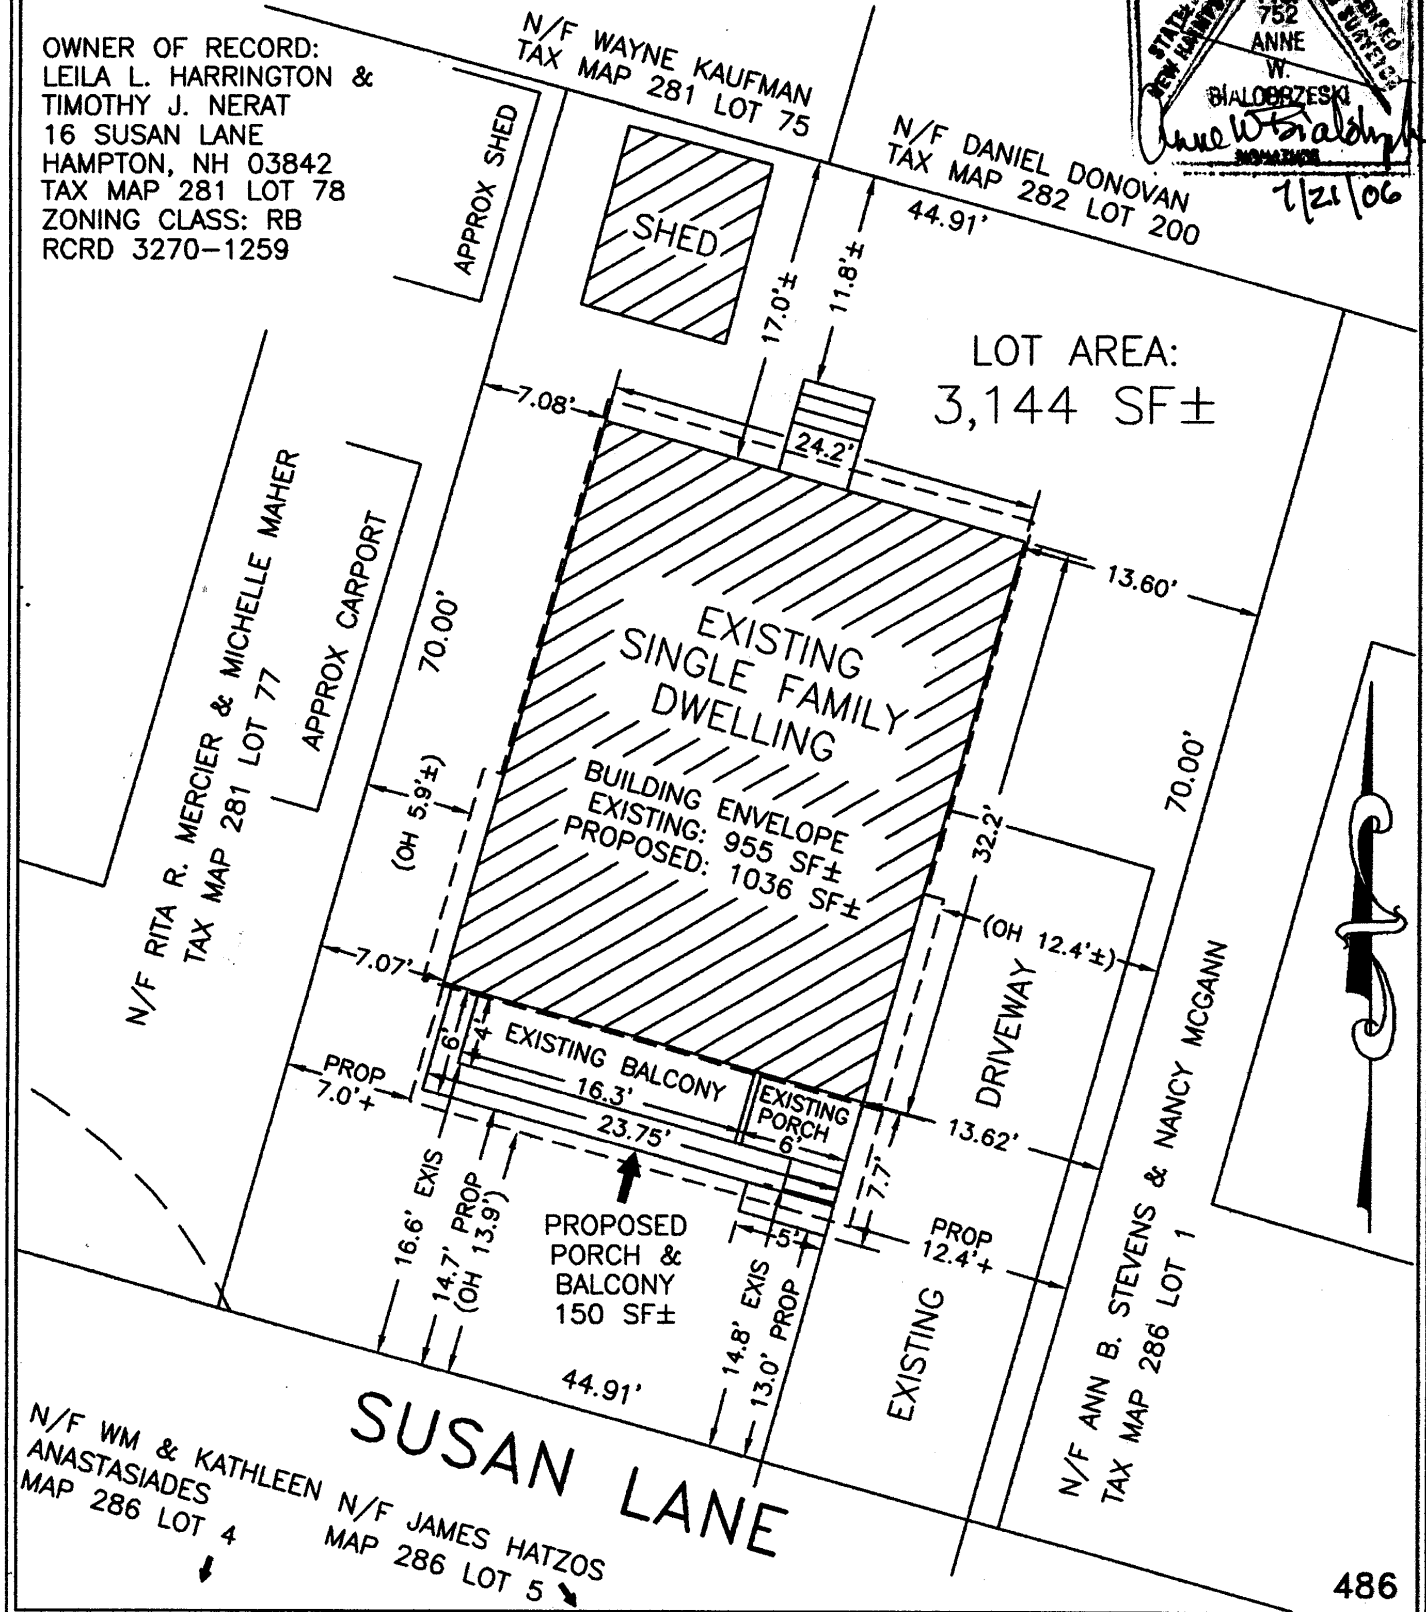 OWNER OF RECORD:
LEILA L. HARRINGTON &
TIMOTHY J. NERAT
16 SUSAN LANE
HAMPTON, NH 03842
TAX MAP 281 LOT 78
ZONING CLASS: RB
RCRD 3270-1259
N/F WAYNE KAUFMAN
TAX MAP 281 LOT 75
N/F DANIEL DONOVAN
TAX MAP 282 LOT 200
44.91'
752
ANNE
W.
BIALOBRZESKI
7/21/06
APPROX SHED
SHED
17.0'±
11.8'±
LOT AREA:
3,144 SF±
7.08'
24.2'
13.60'
N/F RITA R. MERCIER & MICHELLE MAHER
TAX MAP 281 LOT 77
APPROX CARPORT
70.00'
EXISTING
SINGLE FAMILY
DWELLING
BUILDING ENVELOPE
EXISTING: 955 SF±
PROPOSED: 1036 SF±
(OH 5.9'±)
32.2'
70.00'
(OH 12.4'±)
7.07'
6'
4'
EXISTING BALCONY
16.3'
23.75'
EXISTING
PORCH
6'
PROP
7.0'+
13.62'
7.7'
16.6' EXIS
14.7' PROP
(OH 13.9')
PROPOSED
PORCH &
BALCONY
150 SF±
5'
14.8' EXIS
13.0' PROP
PROP
12.4'+
EXISTING DRIVEWAY
N/F ANN B. STEVENS & NANCY MCGANN
TAX MAP 286 LOT 1
44.91'
SUSAN LANE
N/F WM & KATHLEEN
ANASTASIADES
MAP 286 LOT 4
N/F JAMES HATZOS
MAP 286 LOT 5
486